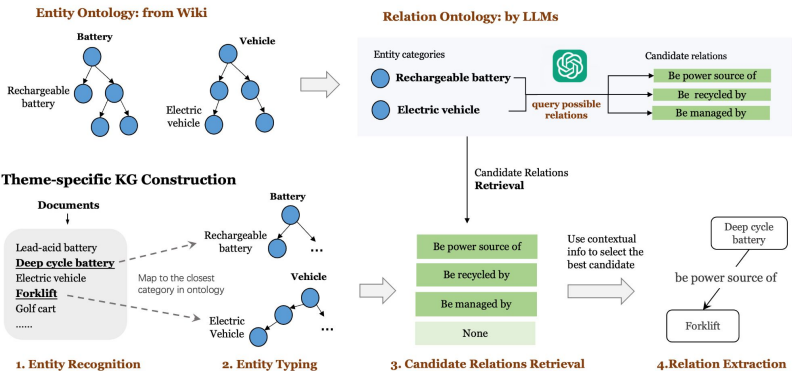 Entity Ontology: from Wiki
Relation Ontology: by LLMs
Battery
Vehicle
Rechargeable
battery
Electric
vehicle
Entity categories
Rechargeable battery
Electric vehicle
query possible
relations
Candidate relations
Be power source of
Be recycled by
Be managed by
Candidate Relations
Retrieval
Theme-specific KG Construction
Documents
Lead-acid battery
Deep cycle battery
Electric vehicle
Forklift
Golf cart
......
Map to the closest
category in ontology
Battery
Rechargeable
battery
...
Vehicle
Electric
Vehicle
...
Be power source of
Be recycled by
Be managed by
None
Use contextual
info to select the
best candidate
Deep cycle
battery
be power source of
Forklift
1. Entity Recognition
2. Entity Typing
3. Candidate Relations Retrieval
4.Relation Extraction